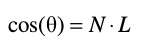 cos(θ) = N · L